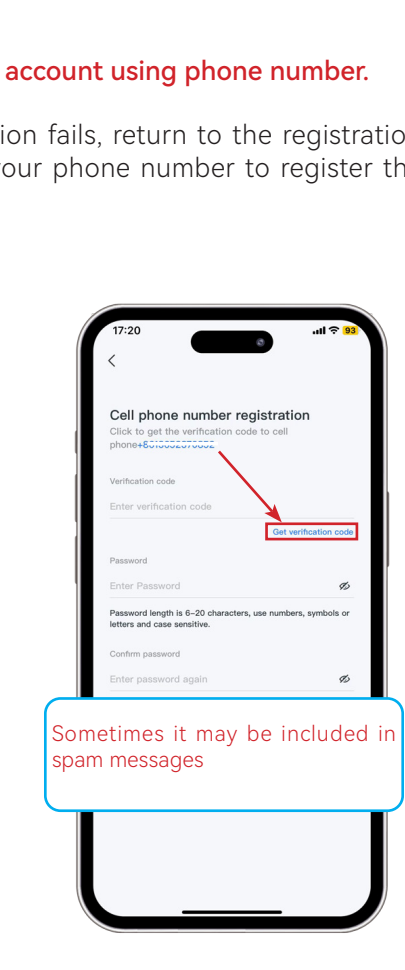 account using phone number.
ion fails, return to the registratio
our phone number to register th
17:20
93
Cell phone number registration
Click to get the verification code to cell
phone
Verification code
Enter verification code
Get verification code
Password
Enter Password
Password length is 6–20 characters, use numbers, symbols or
letters and case sensitive.
Confirm password
Enter password again
Sometimes it may be included in
spam messages